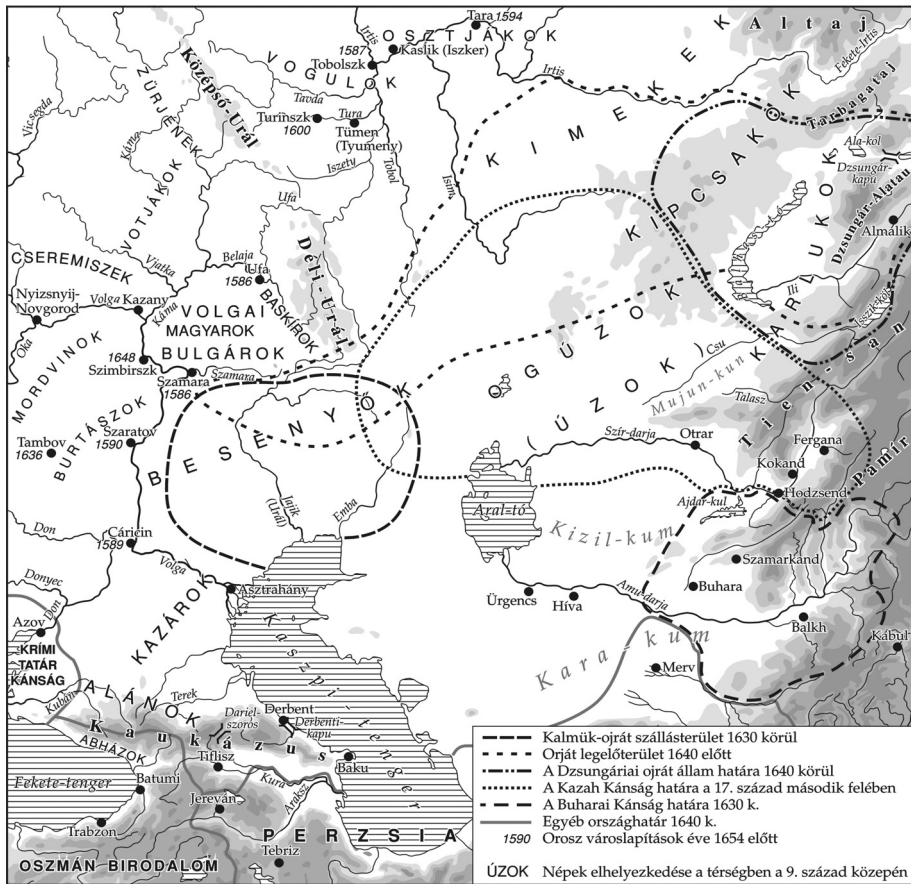 Tara 1594
Altaj
OSZTJÁKOK
Irtis
1587
Kaslik (Iszker)
Tobolszk
VOGULOK
Fekete-Irtis
Középső-Urál
ZÜRJÉNEK
Irtis
KIMEKEK
Tarbagataj
Vicsegda
Tavda
Turinszk
1600
Tura
Tümen
(Tyumeny)
Káma
Iszety
Tobol
Isim
KIPCSAKOK
Ala-köl
Dzsungár-
kapu
VOTJÁKOK
Ufa
Dzsungár-Alatau
Almálik
CSEREMISZEK
Vjatka
Belaja
Ufa
1586
Déli-Urál
BASKÍROK
KARLUKOK
Ili
Isszik-köl
Nyizsnyij-
Novgorod
Volga
Kazany
Káma
Oka
VOLGAI
MAGYAROK
BULGÁROK
MORDVINOK
1648
Szimbirszk
Szamara
1586
Szamara
OGÚZOK
(ÚZOK)
Csu
Mujun-kun
Talasz
Tien-san
BURTÁSZOK
Tambov
1636
Szaratov
1590
BESENYŐK
Szír-darja
Otrar
Fergana
Kokand
Pamír
Hodzsend
Jajik
(Urál)
Emba
Aral-tó
Ajdar-kul
Kizil-kum
Don
Cáricin
1589
Szamarkand
Buhara
Donyec
Volga
Don
KAZÁROK
Asztrahány
Ürgencs
Híva
Amu-darja
Balkh
Kábul
Azov
KRÍMI
TATÁR
KÁNSÁG
Kaszpi-tenger
Kara-kum
Merv
Kubán
ALÁNOK
Terek
Dariel-
szorós
Derbent
Derbenti-
kapu
Kaukázus
ABHÁZOK
Tiflisz
Baku
Fekete-tenger
Batumi
Kura
Araksz
Jereván
Trabzon
PERZSIA
Tebriz
OSZMÁN BIRODALOM
Kalmük-ojrát szállásterület 1630 körül
Orját legelőterület 1640 előtt
A Dzsungáriai ojrát állam határa 1640 körül
A Kazah Kánság határa a 17. század második felében
A Buharai Kánság határa 1630 k.
Egyéb országhatár 1640 k.
1590 Orosz városlapítások éve 1654 előtt
ÚZOK Népek elhelyezkedése a térségben a 9. század közepén